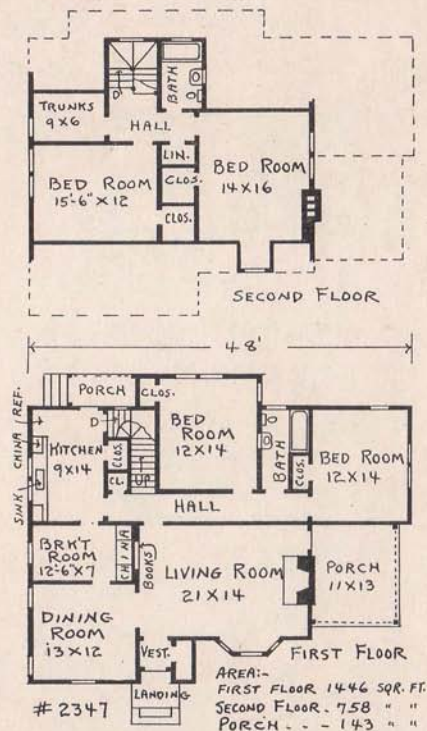 BATH
D
TRUNKS
9X6
HALL
LIN.
BED ROOM
15'-6" X 12
CLOS.
CLOS.
BED ROOM
14X16
SECOND FLOOR
48'
PORCH
CLOS.
REF.
CHINA
SINK
KITCHEN
9X14
D
CLOS.
CL.
UP
BED
ROOM
12X14
BATH
CLOS.
BED ROOM
12X14
HALL
BRK'T
ROOM
12'-6"X7
CHINA
BOOKS
LIVING ROOM
21X14
PORCH
11X13
DINING
ROOM
13X12
VEST.
LANDING
FIRST FLOOR
# 2347
AREA:-
FIRST FLOOR 1446 SQR. FT.
SECOND FLOOR - 758 " "
PORCH - - - 143 " "